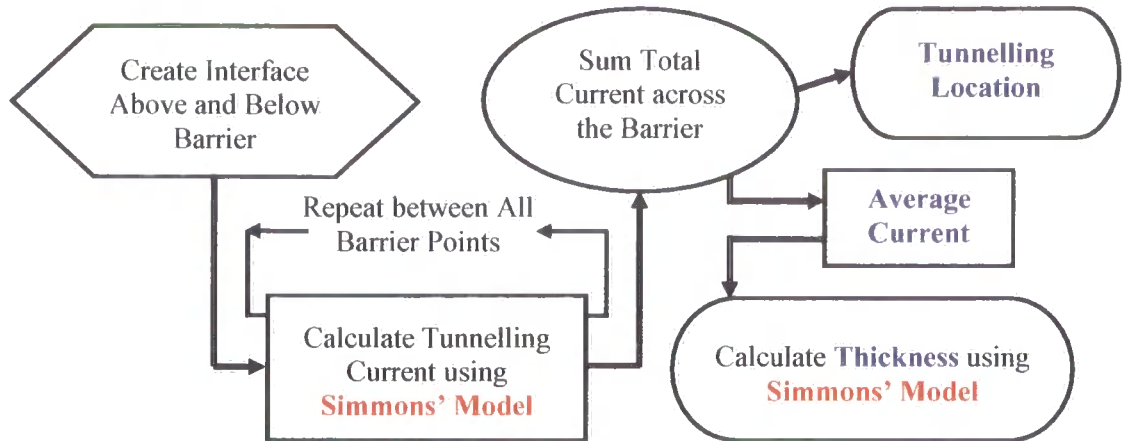 Create Interface
Above and Below
Barrier
Sum Total
Current across
the Barrier
Tunnelling
Location
Repeat between All
Barrier Points
Average
Current
Calculate Tunnelling
Current using
Simmons' Model
Calculate Thickness using
Simmons' Model